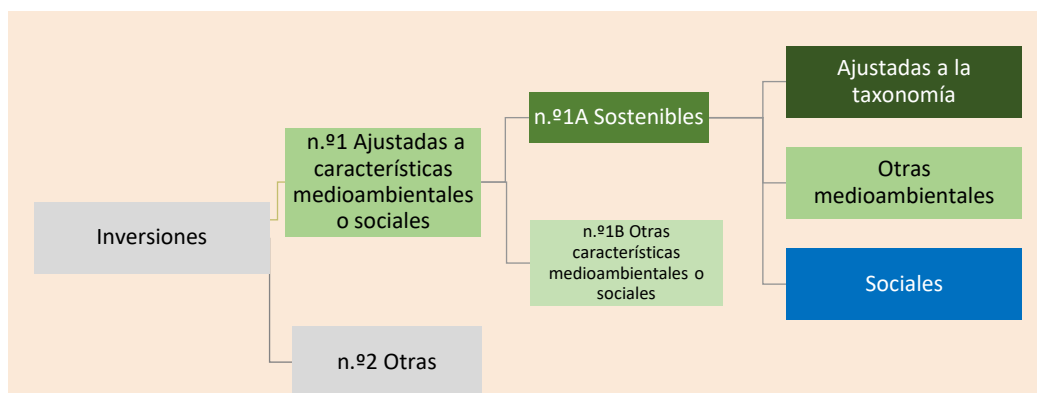 Inversiones
n.º1 Ajustadas a
características
medioambientales
o sociales
n.º2 Otras
n.º1A Sostenibles
n.º1B Otras
características
medioambientales o
sociales
Ajustadas a la
taxonomía
Otras
medioambientales
Sociales